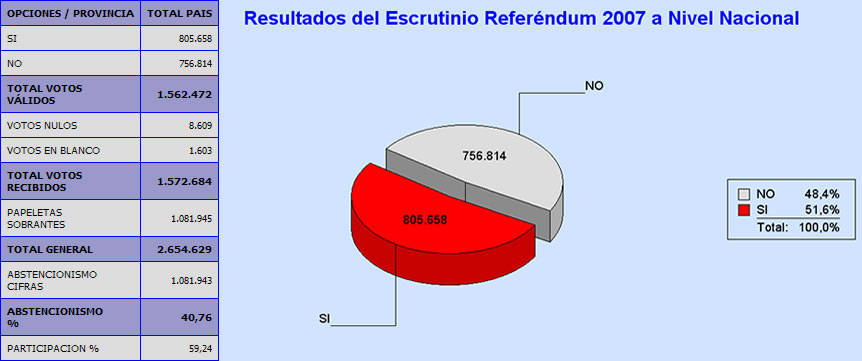 OPCIONES / PROVINCIA TOTAL PAIS
SI 805.658
NO 756.814
TOTAL VOTOS
VÁLIDOS 1.562.472
VOTOS NULOS 8.609
VOTOS EN BLANCO 1.603
TOTAL VOTOS
RECIBIDOS 1.572.684
PAPELETAS
SOBRANTES 1.081.945
TOTAL GENERAL 2.654.629
ABSTENCIONISMO
CIFRAS 1.081.943
ABSTENCIONISMO
% 40,76
PARTICIPACION % 59,24
Resultados del Escrutinio Referéndum 2007 a Nivel Nacional
NO
756.814
805.658
SI
NO 48,4%
SI 51,6%
Total: 100,0%